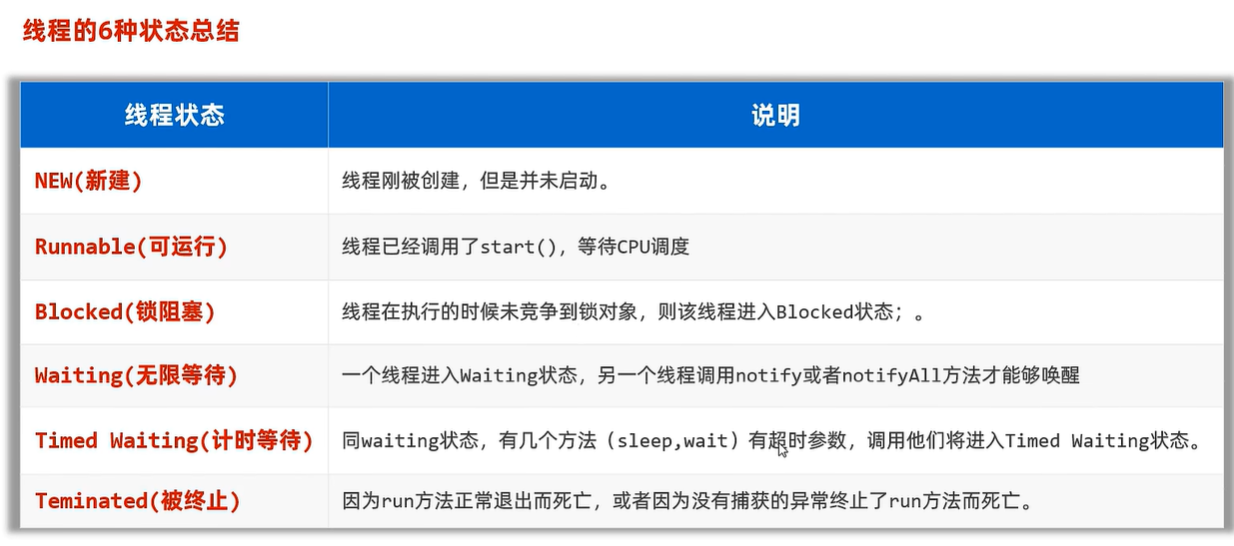 线程的6种状态总结
线程状态 说明
NEW(新建) 线程刚被创建，但是并未启动。
Runnable(可运行) 线程已经调用了start()，等待CPU调度
Blocked(锁阻塞) 线程在执行的时候未竞争到锁对象，则该线程进入Blocked状态；。
Waiting(无限等待) 一个线程进入Waiting状态，另一个线程调用notify或者notifyAll方法才能够唤醒
Timed Waiting(计时等待) 同waiting状态，有几个方法（sleep,wait）有超时参数，调用他们将进入Timed Waiting状态。
Teminated(被终止) 因为run方法正常退出而死亡，或者因为没有捕获的异常终止了run方法而死亡。